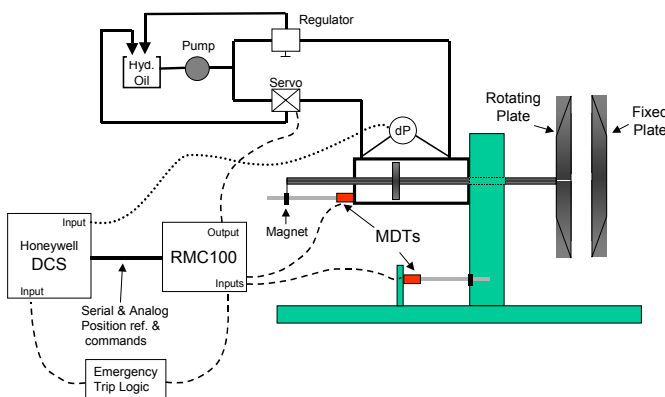 Regulator
Pump
Hyd.
Oil
Servo
dP
Rotating
Plate
Fixed
Plate
Magnet
MDTs
Input
Honeywell
DCS
Input
Output
RMC100
Inputs
Serial & Analog
Position ref. &
commands
Emergency
Trip Logic